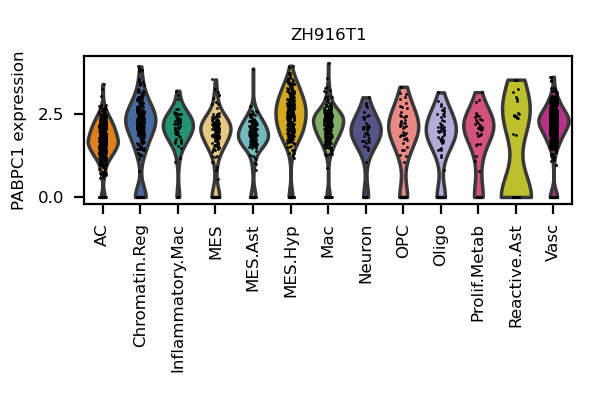 ZH916T1
PABPC1 expression
2.5
0.0
AC
Chromatin.Reg
Inflammatory.Mac
MES
MES.Ast
MES.Hyp
Mac
Neuron
OPC
Oligo
Prolif.Metab
Reactive.Ast
Vasc